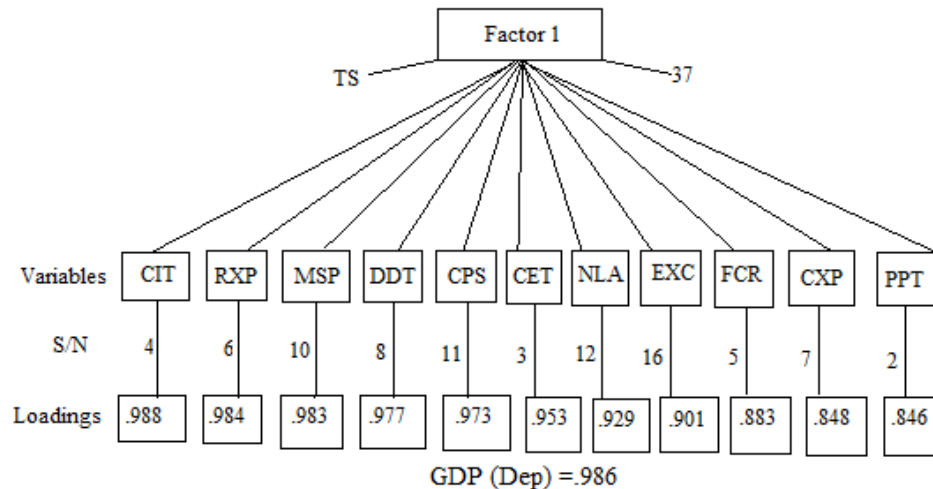 Factor 1
TS 37
Variables CIT RXP MSP DDT CPS CET NLA EXC FCR CXP PPT
S/N 4 6 10 8 11 3 12 16 5 7 2
Loadings .988 .984 .983 .977 .973 .953 .929 .901 .883 .848 .846
GDP (Dep) =.986